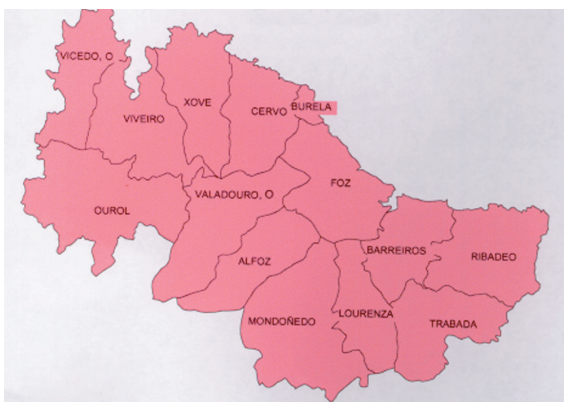 VICEDO, O
VIVEIRO
XOVE
CERVO
BURELA
OUROL
VALADOURO, O
FOZ
ALFOZ
BARREIROS
RIBADEO
MONDOÑEDO
LOURENZA
TRABADA